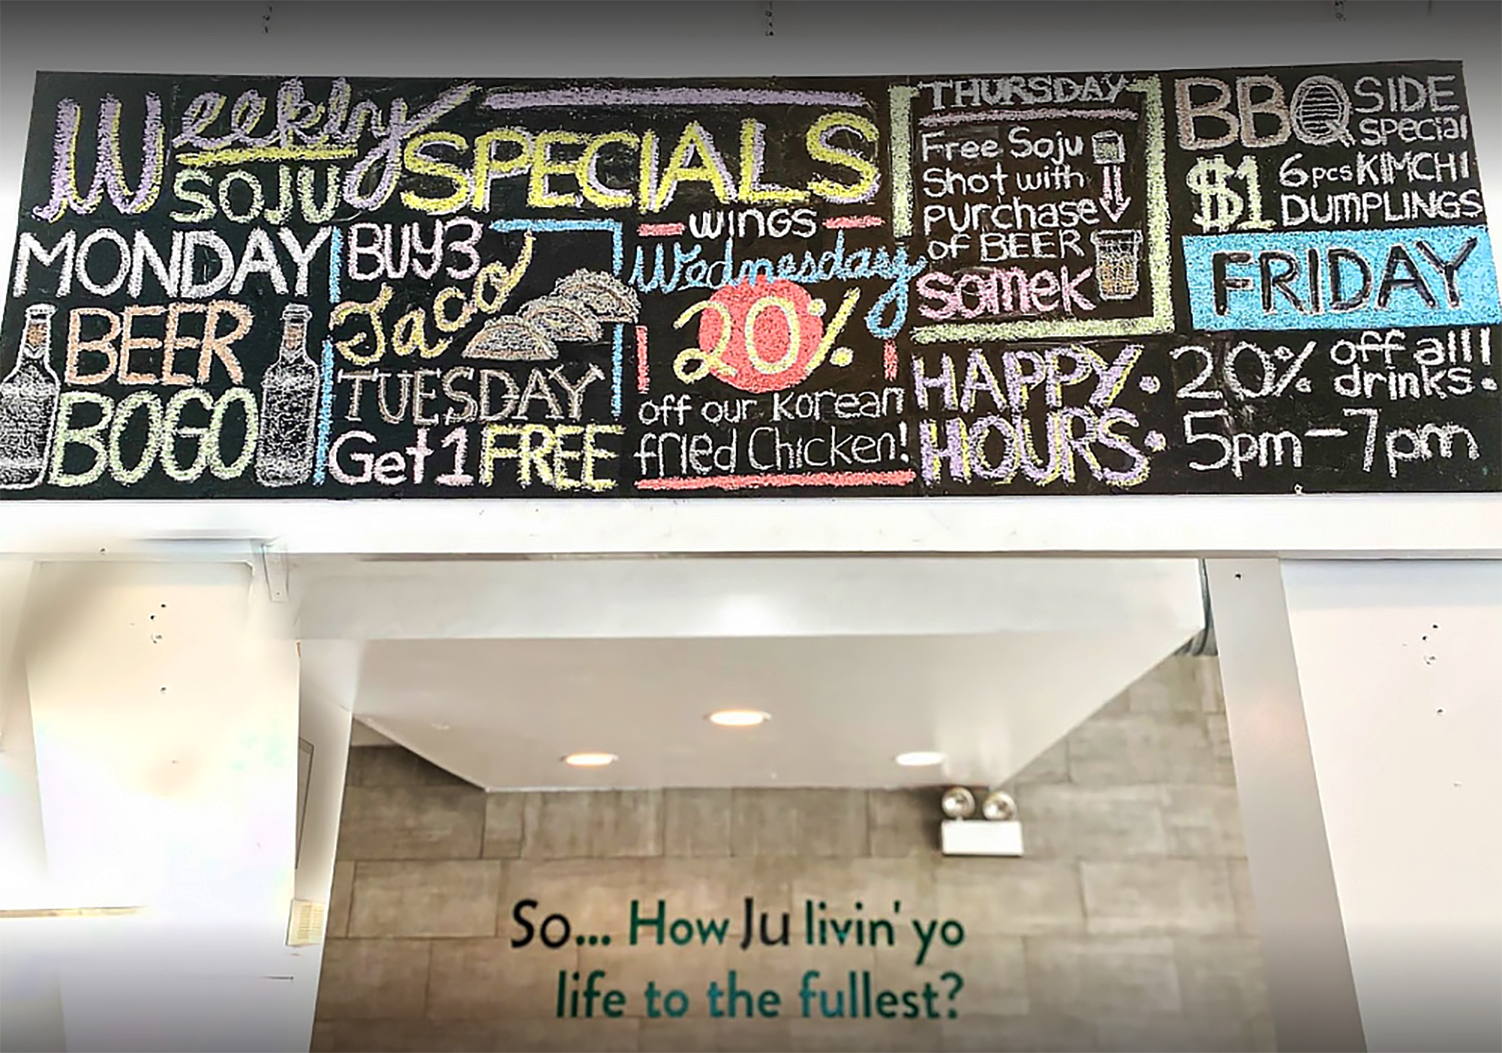 Weekly SPECIALS
SOJU
MONDAY
BEER
BOGO
BUY3
Taco
TUESDAY
Get 1 FREE
WINGS
Wednesday
20%
off our Korean
fried Chicken!
THURSDAY
Free Soju
Shot with
purchase
of BEER
somek
BBQ SIDE
special
$1 6pcs KIMCHI
DUMPLINGS
FRIDAY
HAPPY
HOURS:
20% off all!
drinks!
5pm-7pm
So... How Ju livin' yo
life to the fullest?